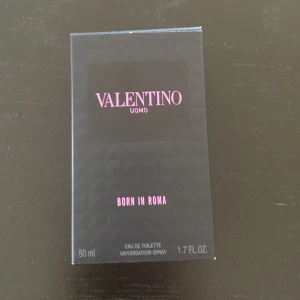 VALENTINO
UOMO
BORN IN ROMA
EAU DE TOILETTE
50 ml VAPORISATEUR SPRAY 1.7 FL. OZ.